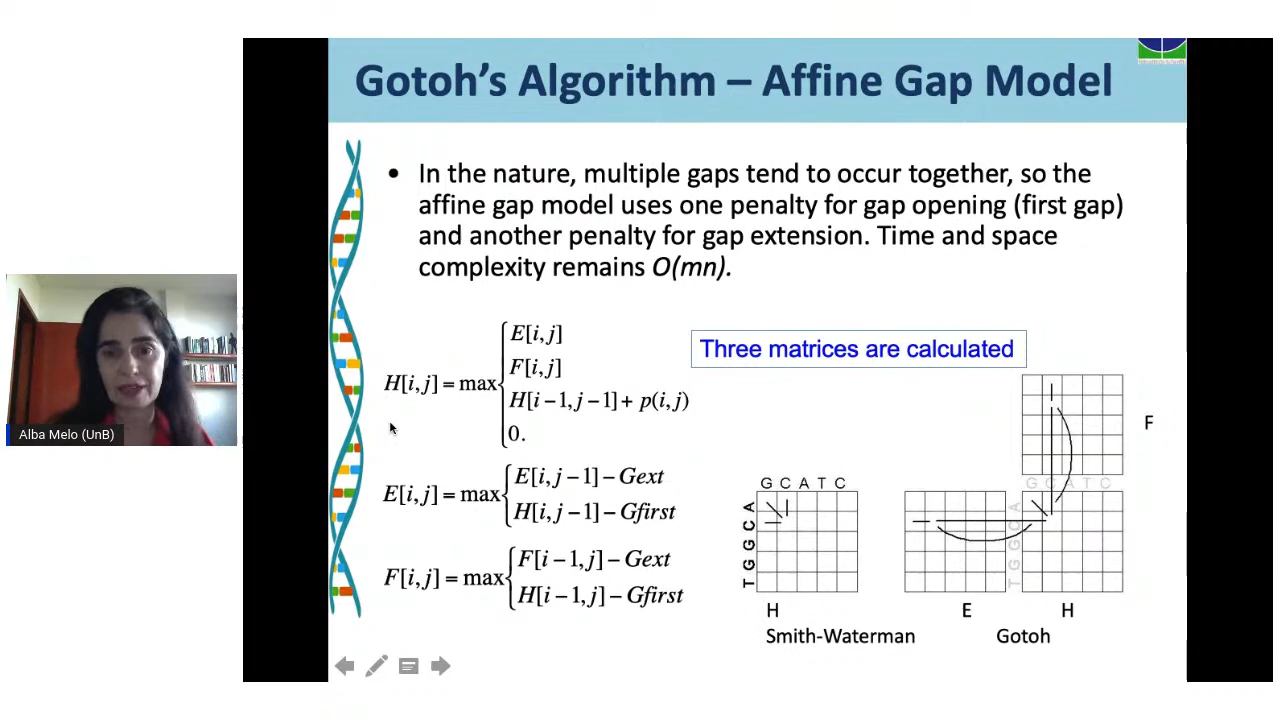 Gotoh's Algorithm – Affine Gap Model
• In the nature, multiple gaps tend to occur together, so the
affine gap model uses one penalty for gap opening (first gap)
and another penalty for gap extension. Time and space
complexity remains O(mn).
H[i, j] = max { E[i, j]
F[i, j]
H[i − 1, j − 1] + p(i, j)
0.
E[i, j] = max { E[i, j − 1] − Gext
H[i, j − 1] − Gfirst
F[i, j] = max { F[i − 1, j] − Gext
H[i − 1, j] − Gfirst
Three matrices are calculated
F
G C A T C
T G G C A
H
Smith-Waterman
G C A T C
T G G C A
E
H
Gotoh
Alba Melo (UnB)